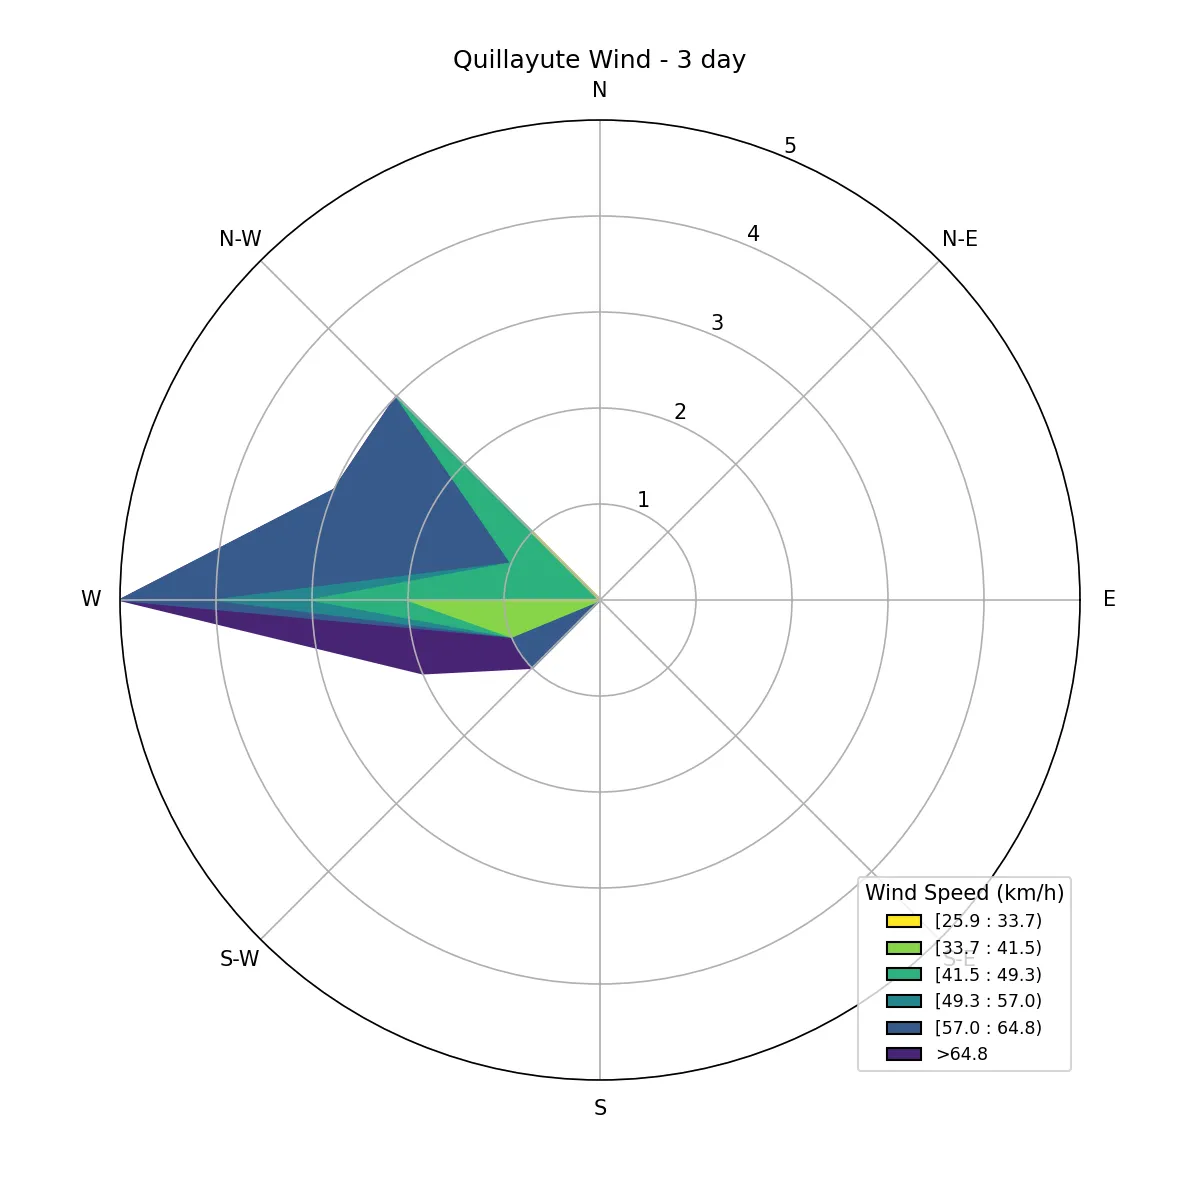 Quillayute Wind - 3 day
N
5
N-W
4
N-E
3
2
1
W
E
Wind Speed (km/h)
[25.9 : 33.7)
[33.7 : 41.5)
S-W
S-E
[41.5 : 49.3)
[49.3 : 57.0)
[57.0 : 64.8)
>64.8
S